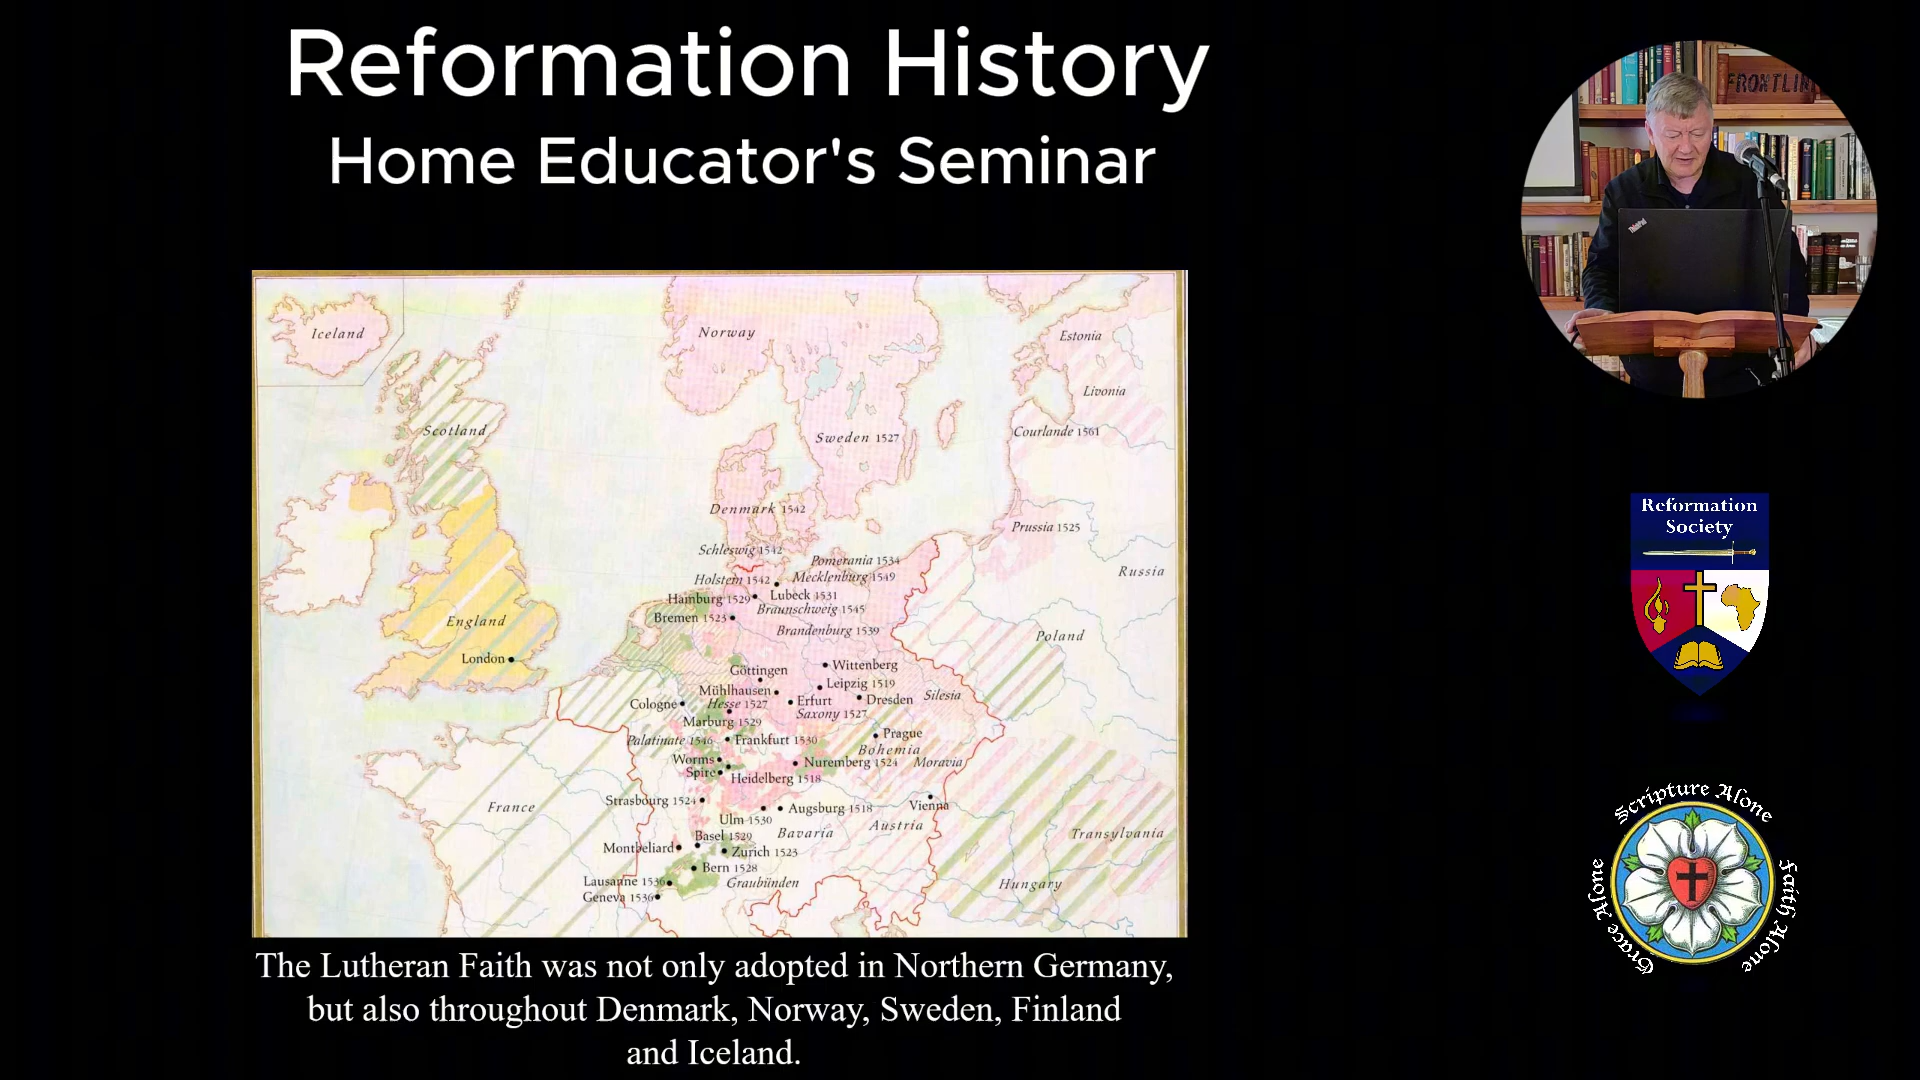 Reformation History
Home Educator's Seminar
FRONTLIN
ThinkPad
Iceland
Norway
Estonia
Livonia
Scotland
Sweden 1527
Courlande 1561
Denmark 1542
Prussia 1525
Schleswig 1542
Pomerania 1534
Russia
Holstein 1542
Mecklenburg 1549
Hamburg 1529
Lubeck 1531
Braunschweig 1545
Bremen 1523
England
Brandenburg 1539
Poland
London
Göttingen
Wittenberg
Mühlhausen
Leipzig 1519
Cologne
Hesse 1527
Erfurt
Dresden
Silesia
Saxony 1527
Marburg 1529
Palatinate 1546
Frankfurt 1530
Prague
Bohemia
Worms
Nuremberg 1524
Moravia
Spire
Heidelberg 1518
Strasbourg 1524
Augsburg 1518
Vienna
France
Ulm 1530
Austria
Basel 1529
Bavaria
Transylvania
Montbeliard
Zurich 1523
Bern 1528
Lausanne 1536
Graubünden
Hungary
Geneva 1536
The Lutheran Faith was not only adopted in Northern Germany,
but also throughout Denmark, Norway, Sweden, Finland
and Iceland.
Reformation
Society
Scripture Alone
Grace Alone
Faith Alone